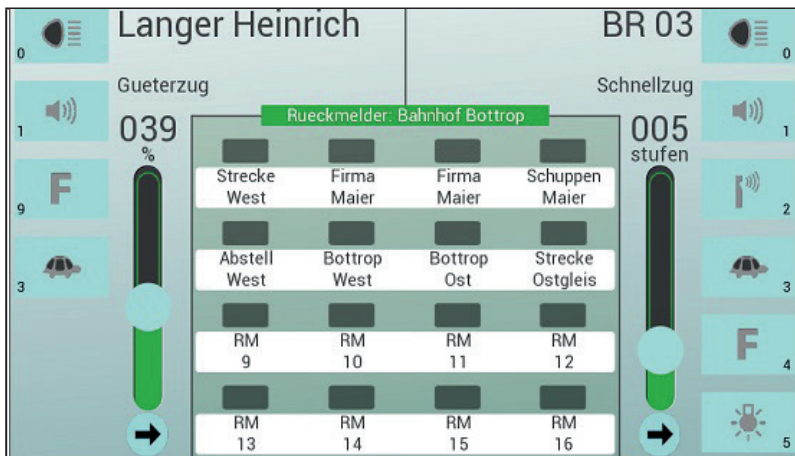 Langer Heinrich
BR 03
Gueterzug
Schnellzug
039
%
005
stufen
0
1
F
9
3
Rueckmelder: Bahnhof Bottrop
Strecke West
Firma Maier
Firma Maier
Schuppen Maier
Abstell West
Bottrop West
Bottrop Ost
Strecke Ostgleis
RM 9
RM 10
RM 11
RM 12
RM 13
RM 14
RM 15
RM 16
0
1
2
3
F
4
5